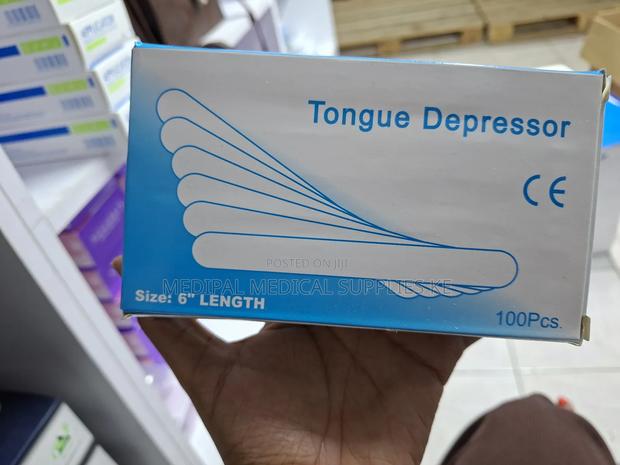 Tongue Depressor
CE
POSTED ON JIJI
MEDIPAL MEDICAL SUPPLIES KE
Size: 6" LENGTH
100Pcs.